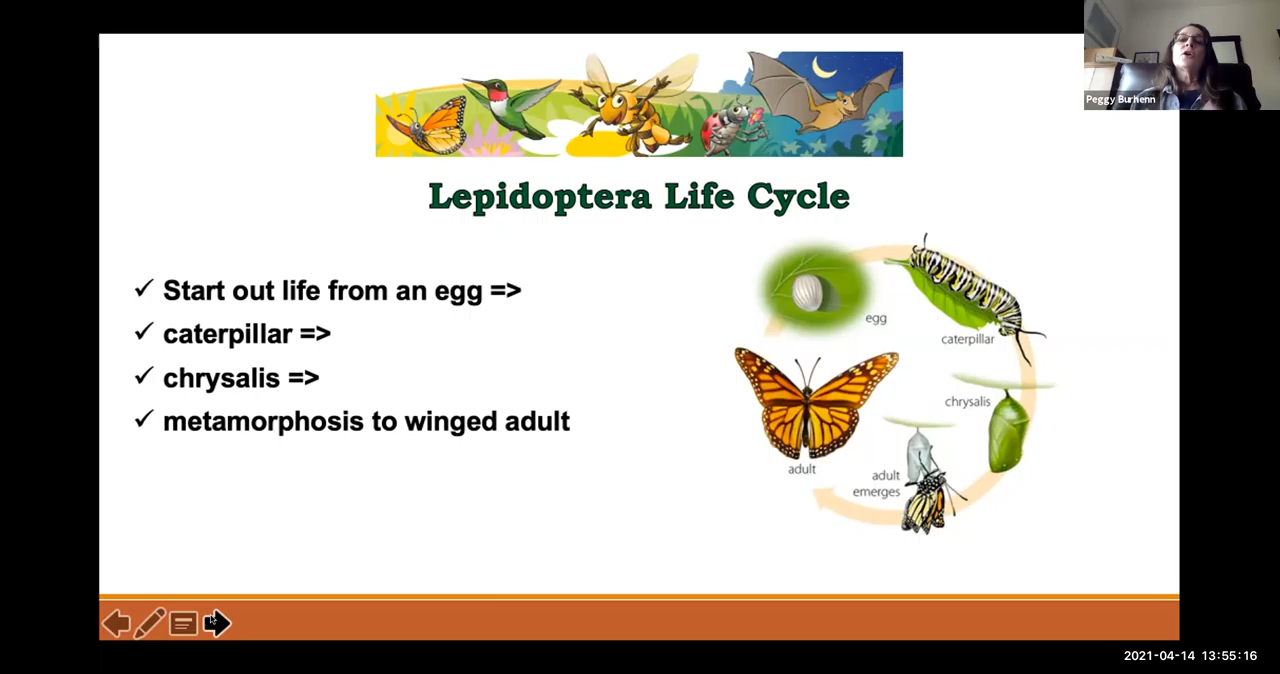 Peggy Burhenn
Lepidoptera Life Cycle
✓ Start out life from an egg =>
✓ caterpillar =>
✓ chrysalis =>
✓ metamorphosis to winged adult
egg
caterpillar
chrysalis
adult
adult
emerges
2021-04-14 13:55:16